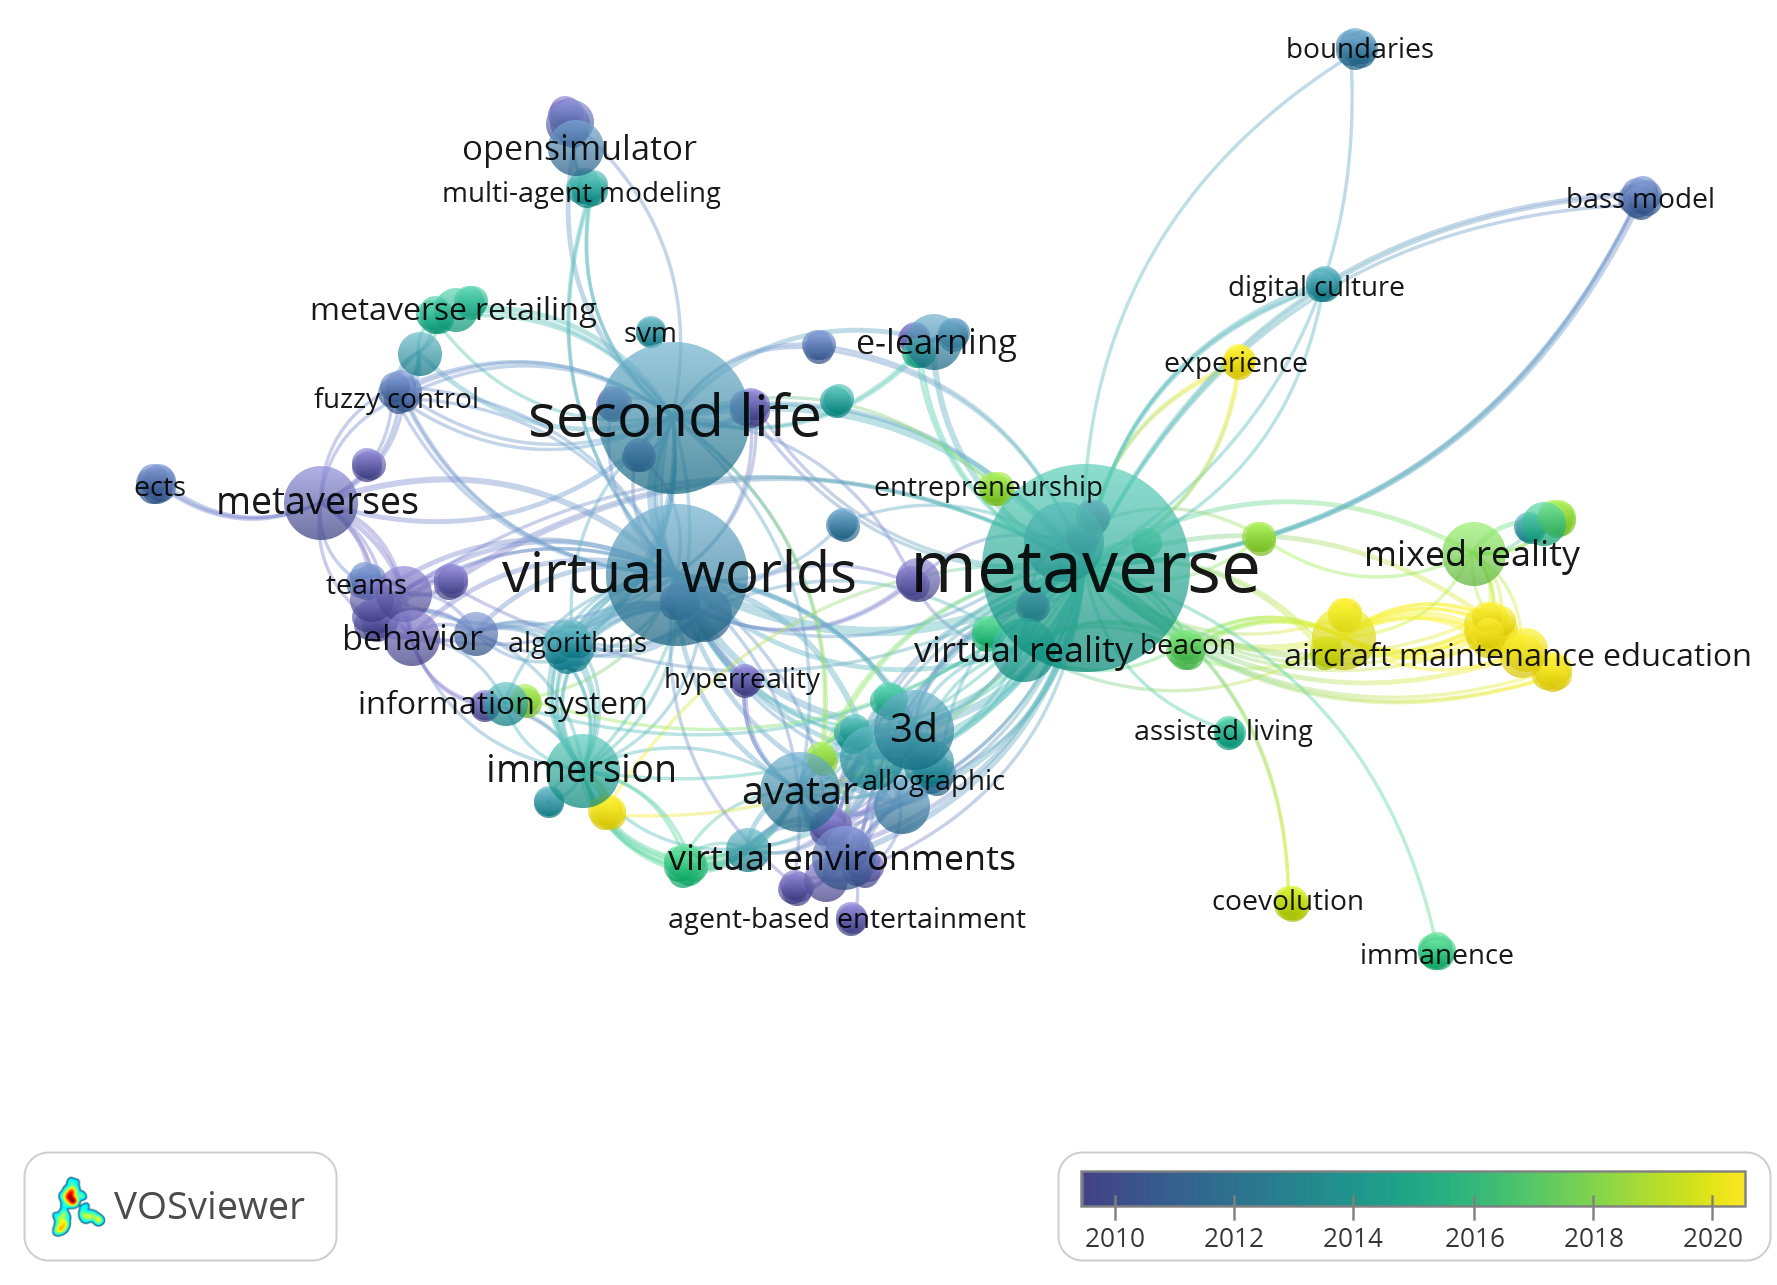 boundaries
opensimulator
multi-agent modeling
bass model
digital culture
metaverse retailing
svm
e-learning
experience
fuzzy control
second life
ects
metaverses
entrepreneurship
mixed reality
virtual worlds
metaverse
teams
behavior
algorithms
virtual reality
beacon
aircraft maintenance education
hyperreality
information system
3d
assisted living
immersion
avatar
allographic
virtual environments
coevolution
agent-based entertainment
immanence
VOSviewer
2010 2012 2014 2016 2018 2020